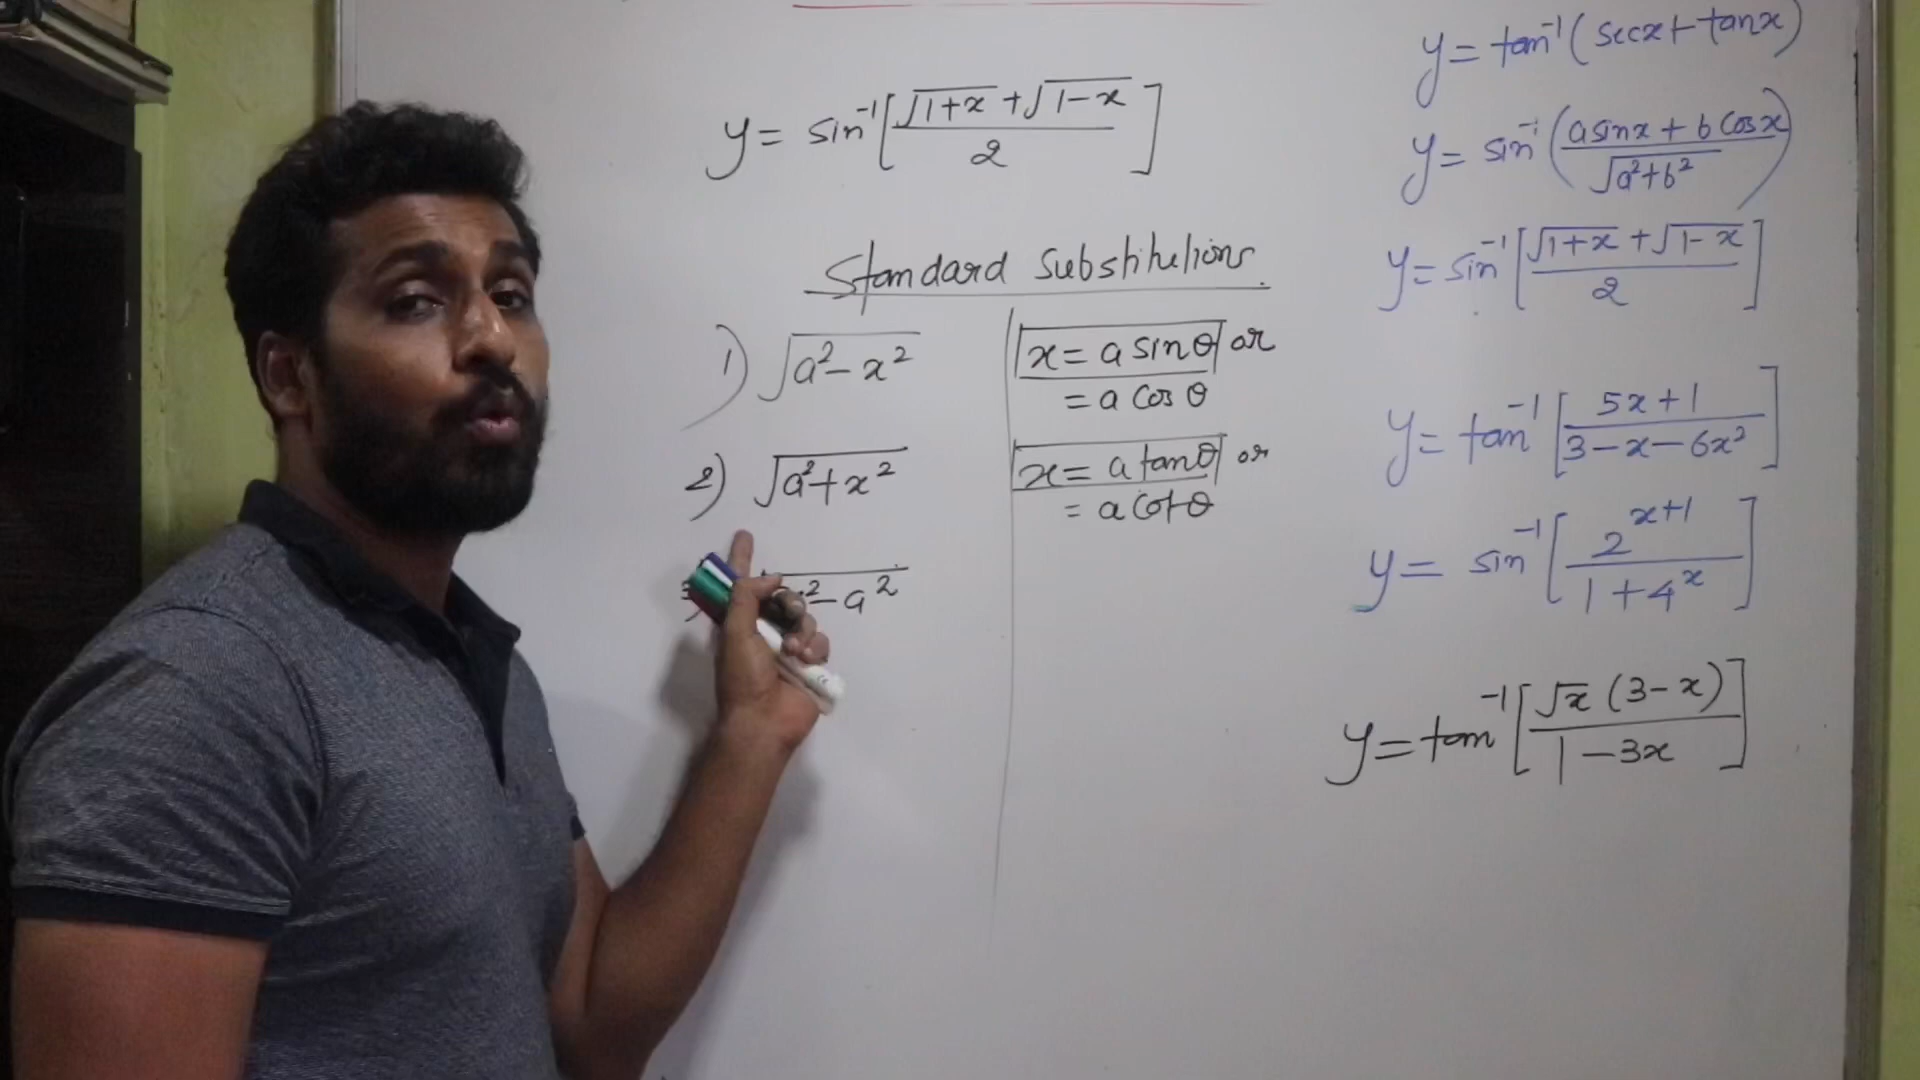 y = sin⁻¹[(√(1+x) + √(1-x))/2]
Standard Substitutions.
1) √(a²-x²)
x = a sinθ or
= a cosθ
2) √(a²+x²)
x = a tanθ or
= a cotθ
²-a²
y = tan⁻¹(secx + tanx)
y = sin⁻¹((a sinx + b cosx)/√(a²+b²))
y = sin⁻¹[(√(1+x) + √(1-x))/2]
y = tan⁻¹[(5x+1)/(3-x-6x²)]
y = sin⁻¹[2^(x+1)/(1+4^x)]
y = tan⁻¹[√x(3-x)/(1-3x)]